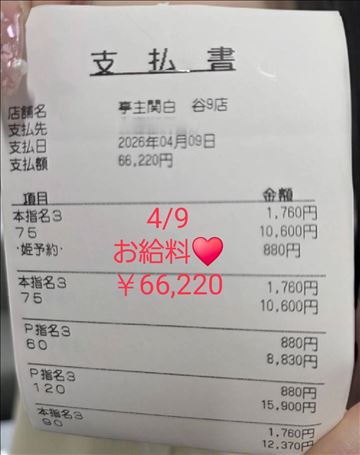 支払書
店舗名 亭主関白 谷9店
支払先
支払日 2026年04月09日
支払額 66,220円
項目 金額
本指名3 1,760円
75 10,600円
・姫予約・ 880円
4/9
お給料❤
¥66,220
本指名3 1,760円
75 10,600円
P指名3 880円
60 8,830円
P指名3 880円
120 15,900円
本指名3 1,760円
90 12,370円